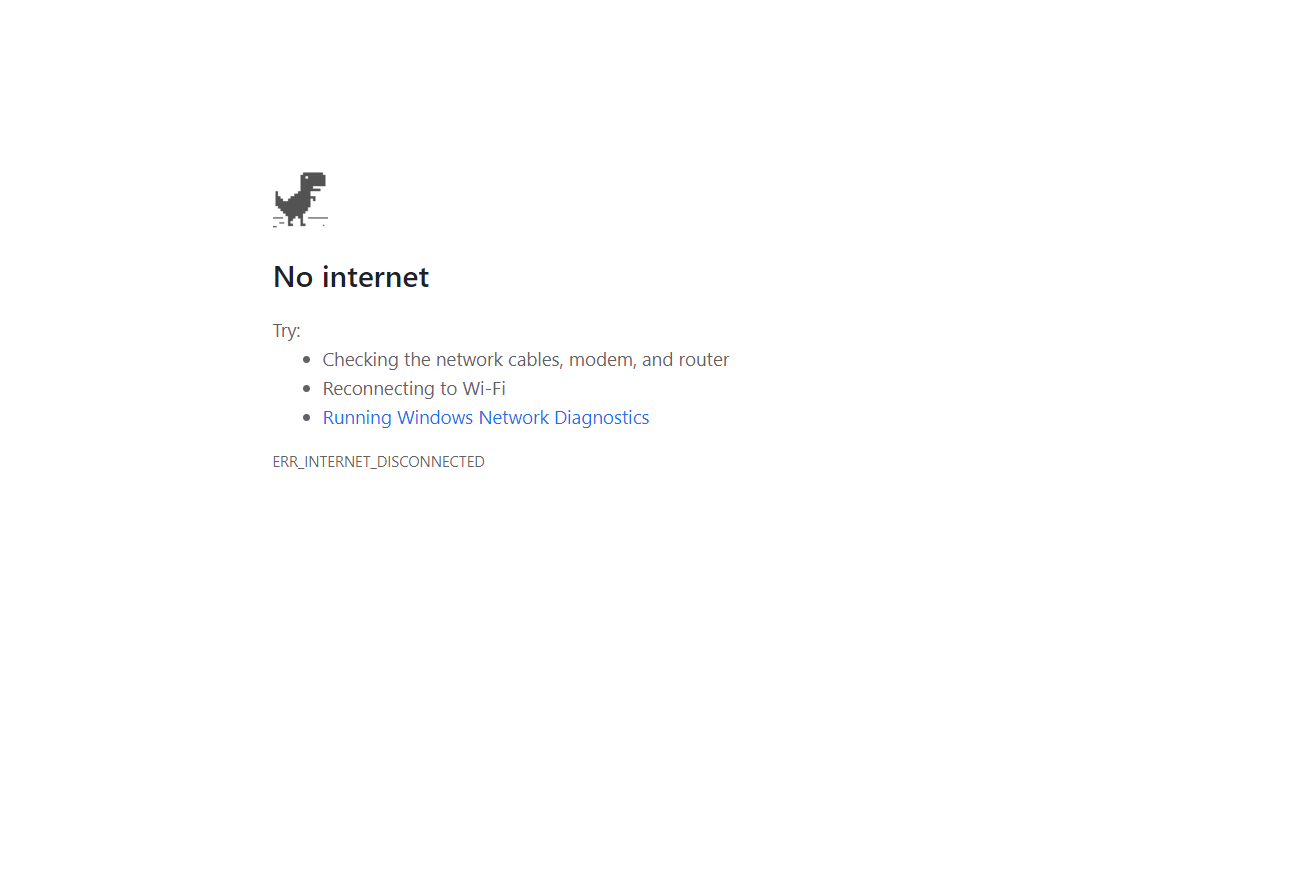 No internet
Try:
Checking the network cables, modem, and router
Reconnecting to Wi-Fi
Running Windows Network Diagnostics
ERR_INTERNET_DISCONNECTED